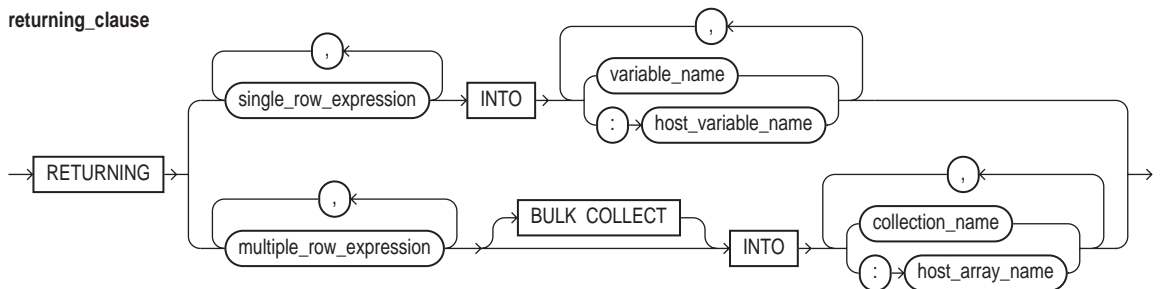 returning_clause
, ,
single_row_expression INTO variable_name
: host_variable_name
RETURNING
, ,
multiple_row_expression BULK COLLECT INTO collection_name
: host_array_name